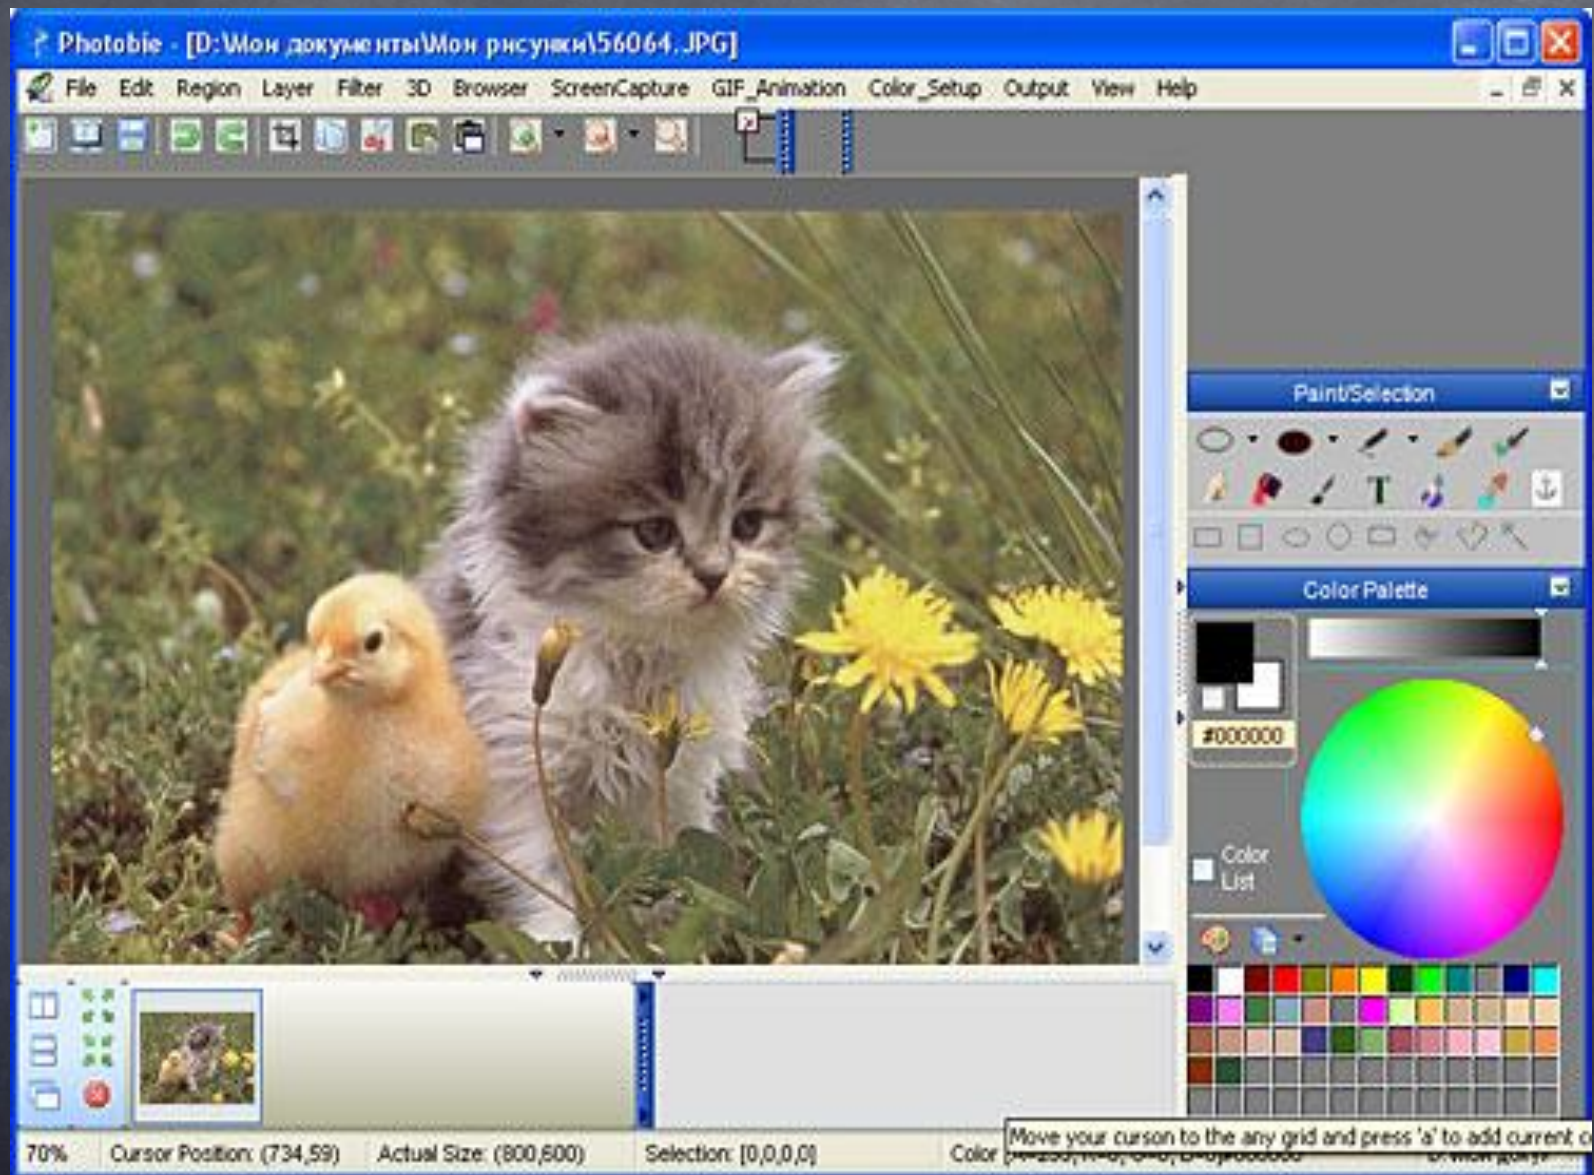 Photobie - [D:\Мои документы\Мои рисунки\56064.JPG]
File Edit Region Layer Filter 3D Browser ScreenCapture GIF_Animation Color_Setup Output View Help
Paint/Selection
T
Color Palette
#000000
Color
List
70% Cursor Position: (734,59) Actual Size: (800,600) Selection: [0,0,0,0] Color
Move your curson to the any grid and press 'a' to add current